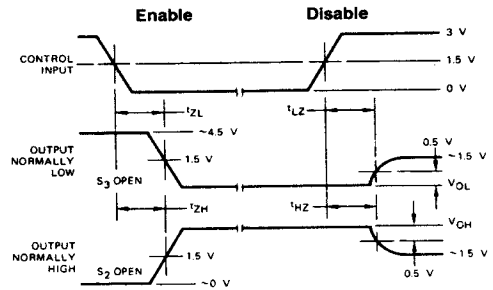 Enable Disable
CONTROL INPUT
3 V
1.5 V
0 V
tZL
tLZ
OUTPUT NORMALLY LOW
~4.5 V
1.5 V
S3 OPEN
0.5 V
~1.5 V
VOL
tZH
tHZ
OUTPUT NORMALLY HIGH
S2 OPEN
1.5 V
~0 V
VOH
~1.5 V
0.5 V